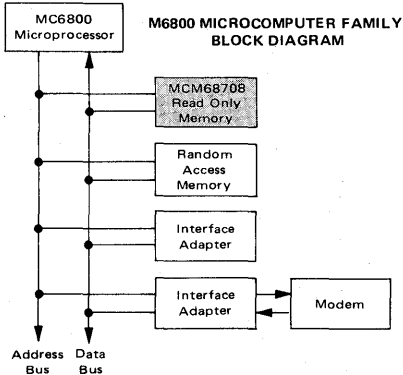 MC6800
Microprocessor
M6800 MICROCOMPUTER FAMILY
BLOCK DIAGRAM
MCM68708
Read Only
Memory
Random
Access
Memory
Interface
Adapter
Interface
Adapter
Modem
Address
Bus
Data
Bus